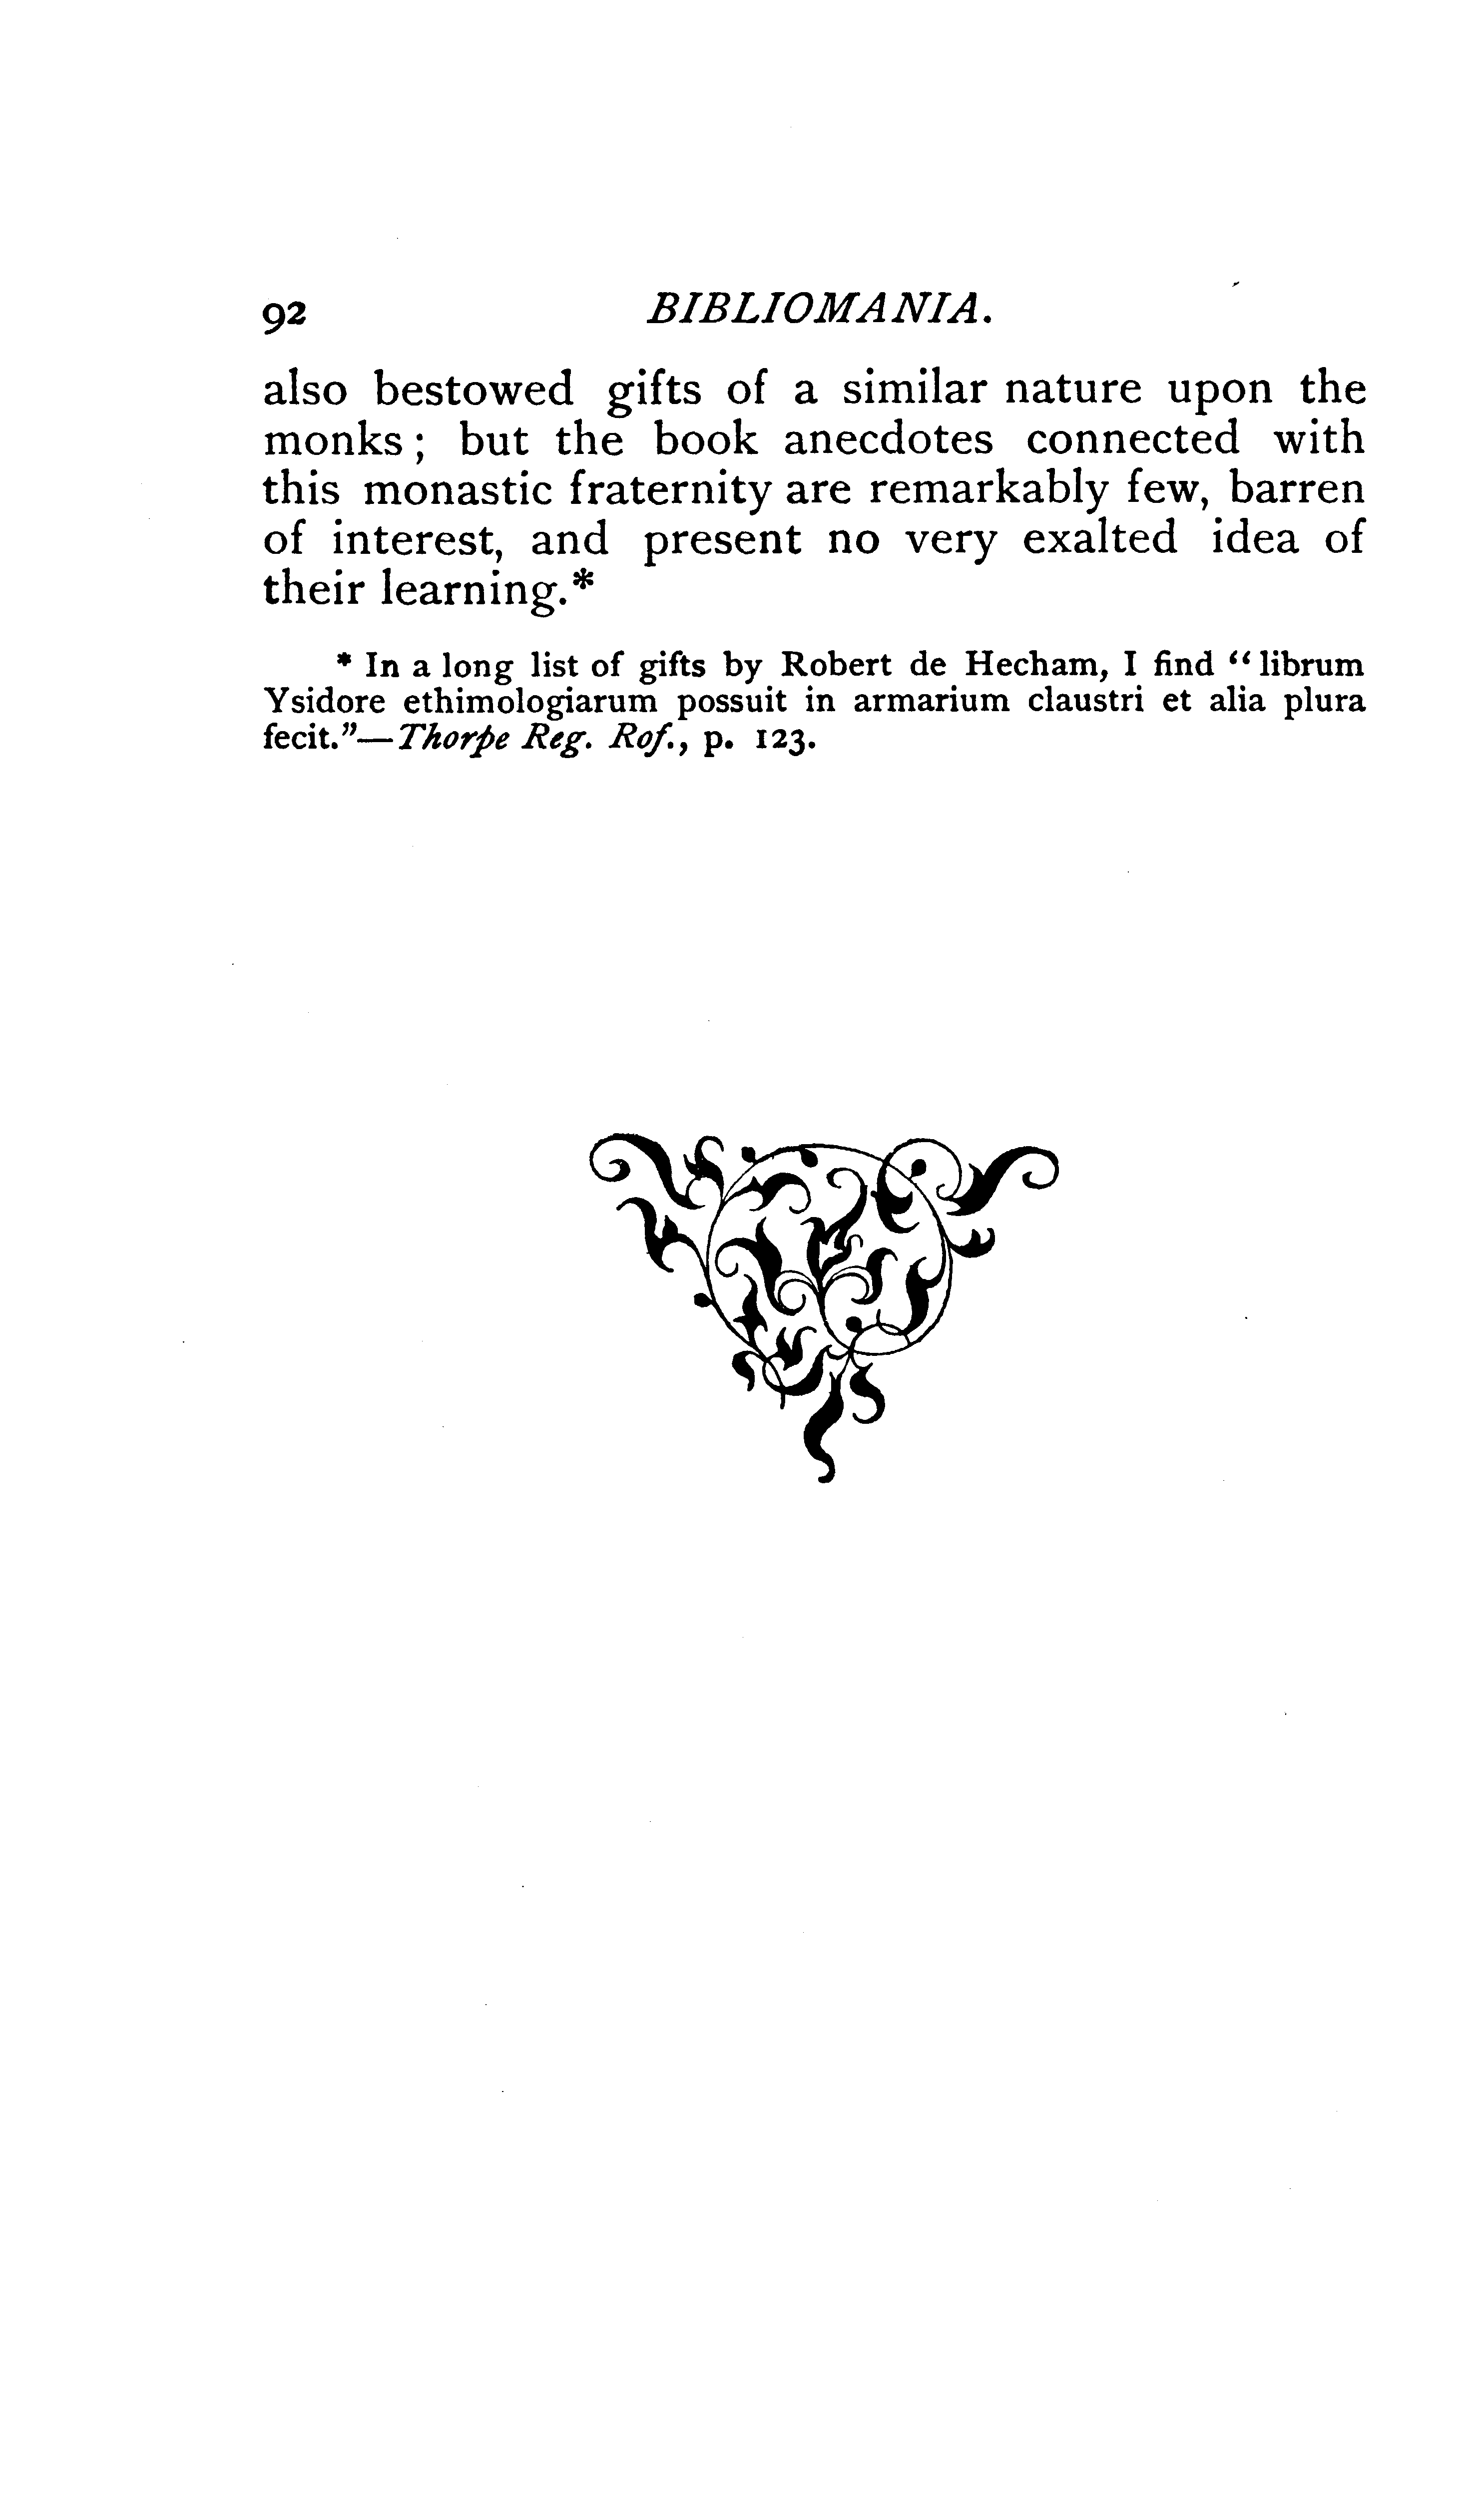 92 BIBLIOMANIA.
also bestowed gifts of a similar nature upon the
monks; but the book anecdotes connected with
this monastic fraternity are remarkably few, barren
of interest, and present no very exalted idea of
their learning.*
* In a long list of gifts by Robert de Hecham, I find “librum
Ysidore ethimologiarum possuit in armarium claustri et alia plura
fecit.”—Thorpe Reg. Rof., p. 123.